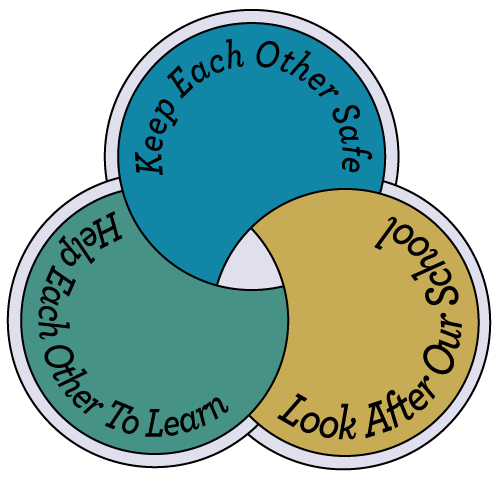 Keep Each Other Safe
Help Each Other To Learn
Look After Our School